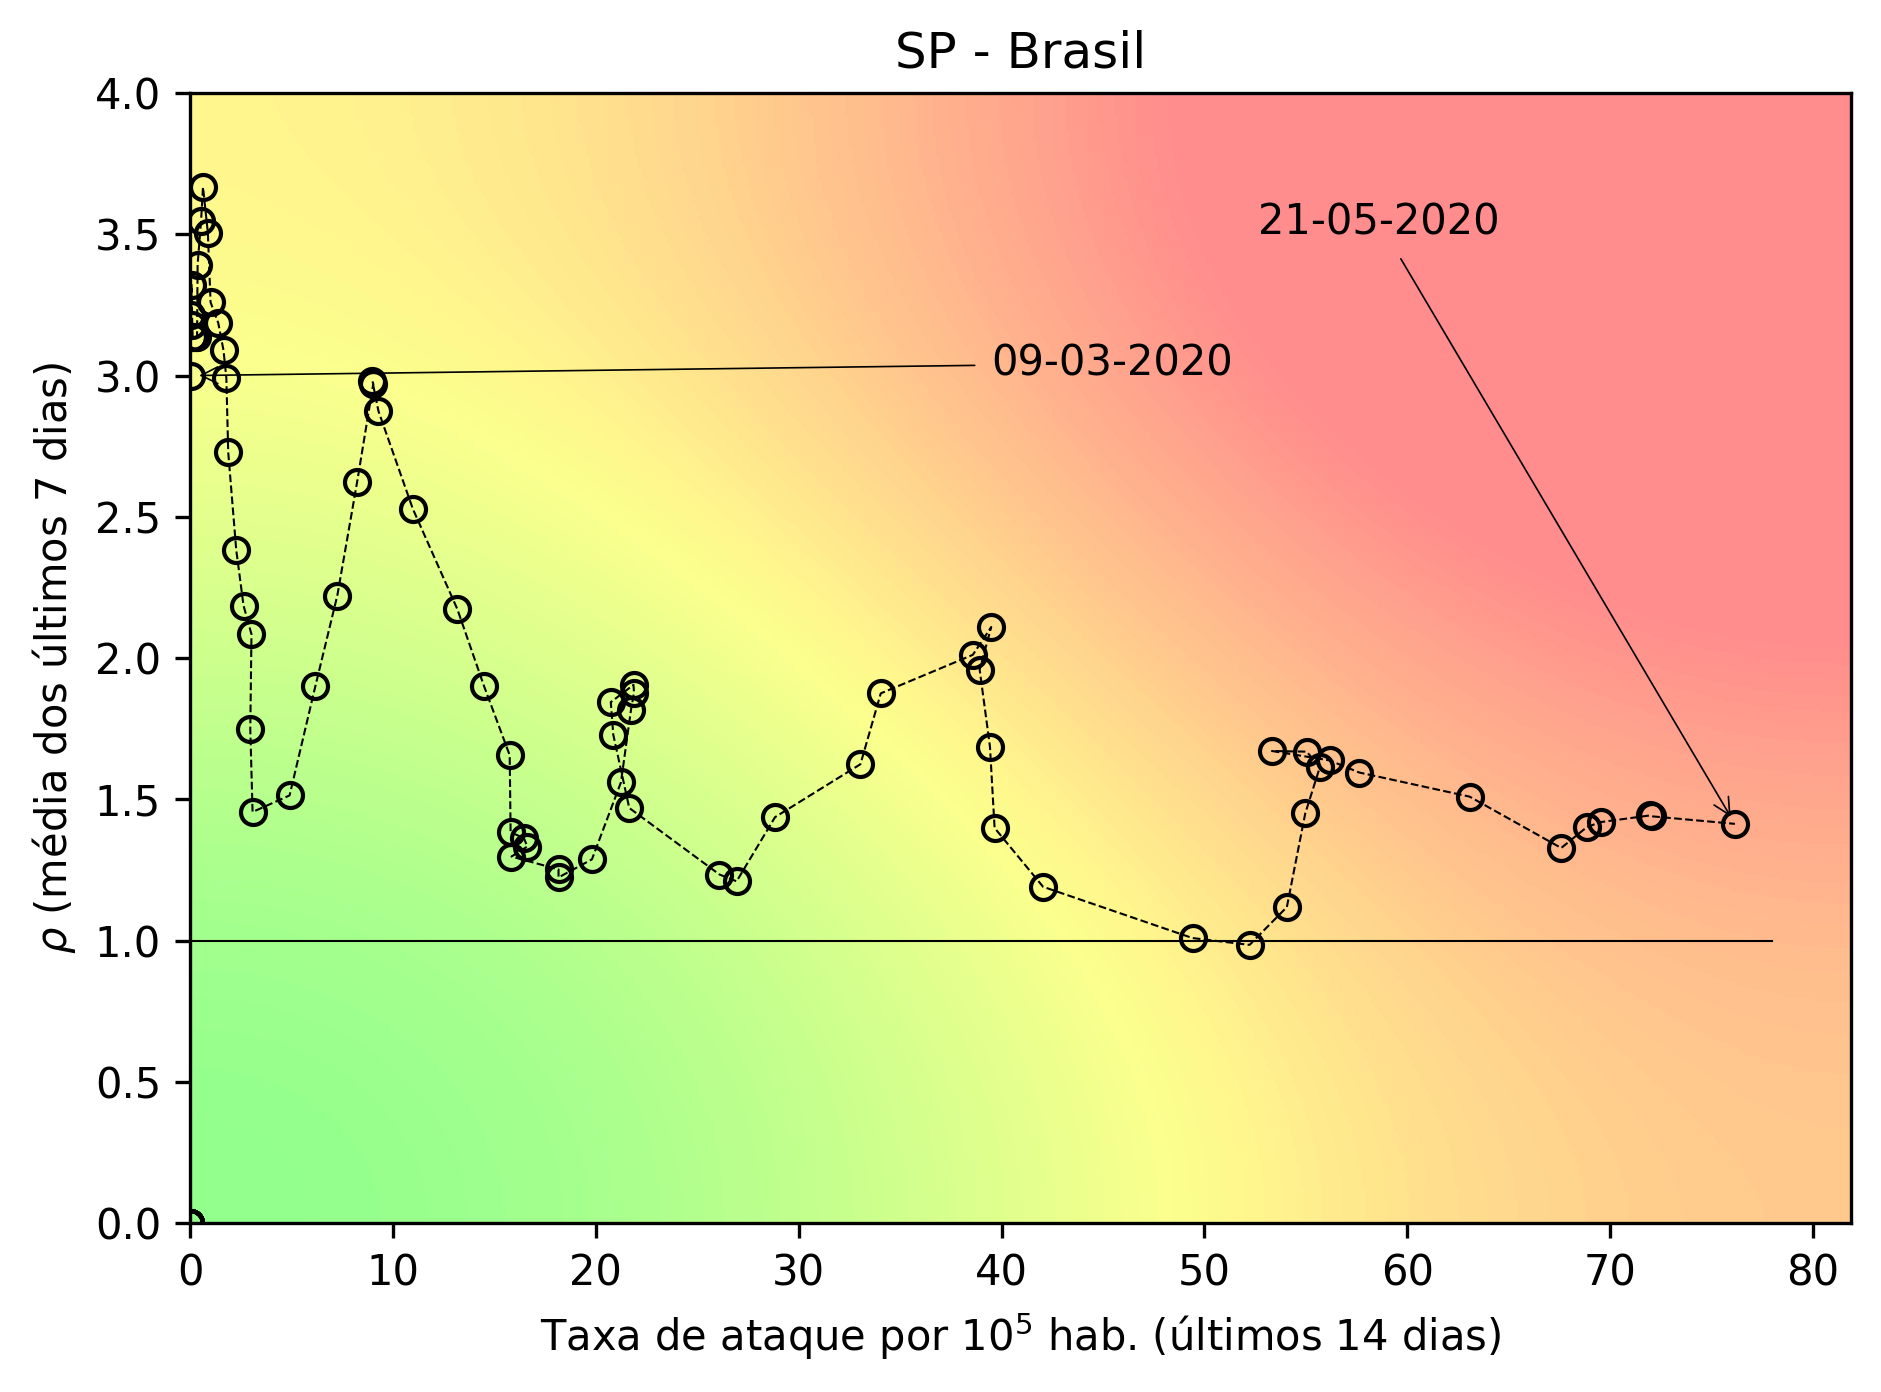 SP - Brasil
4.0
3.5
3.0
2.5
2.0
1.5
1.0
0.5
0.0
ρ (média dos últimos 7 dias)
21-05-2020
09-03-2020
0 10 20 30 40 50 60 70 80
Taxa de ataque por 10⁵ hab. (últimos 14 dias)